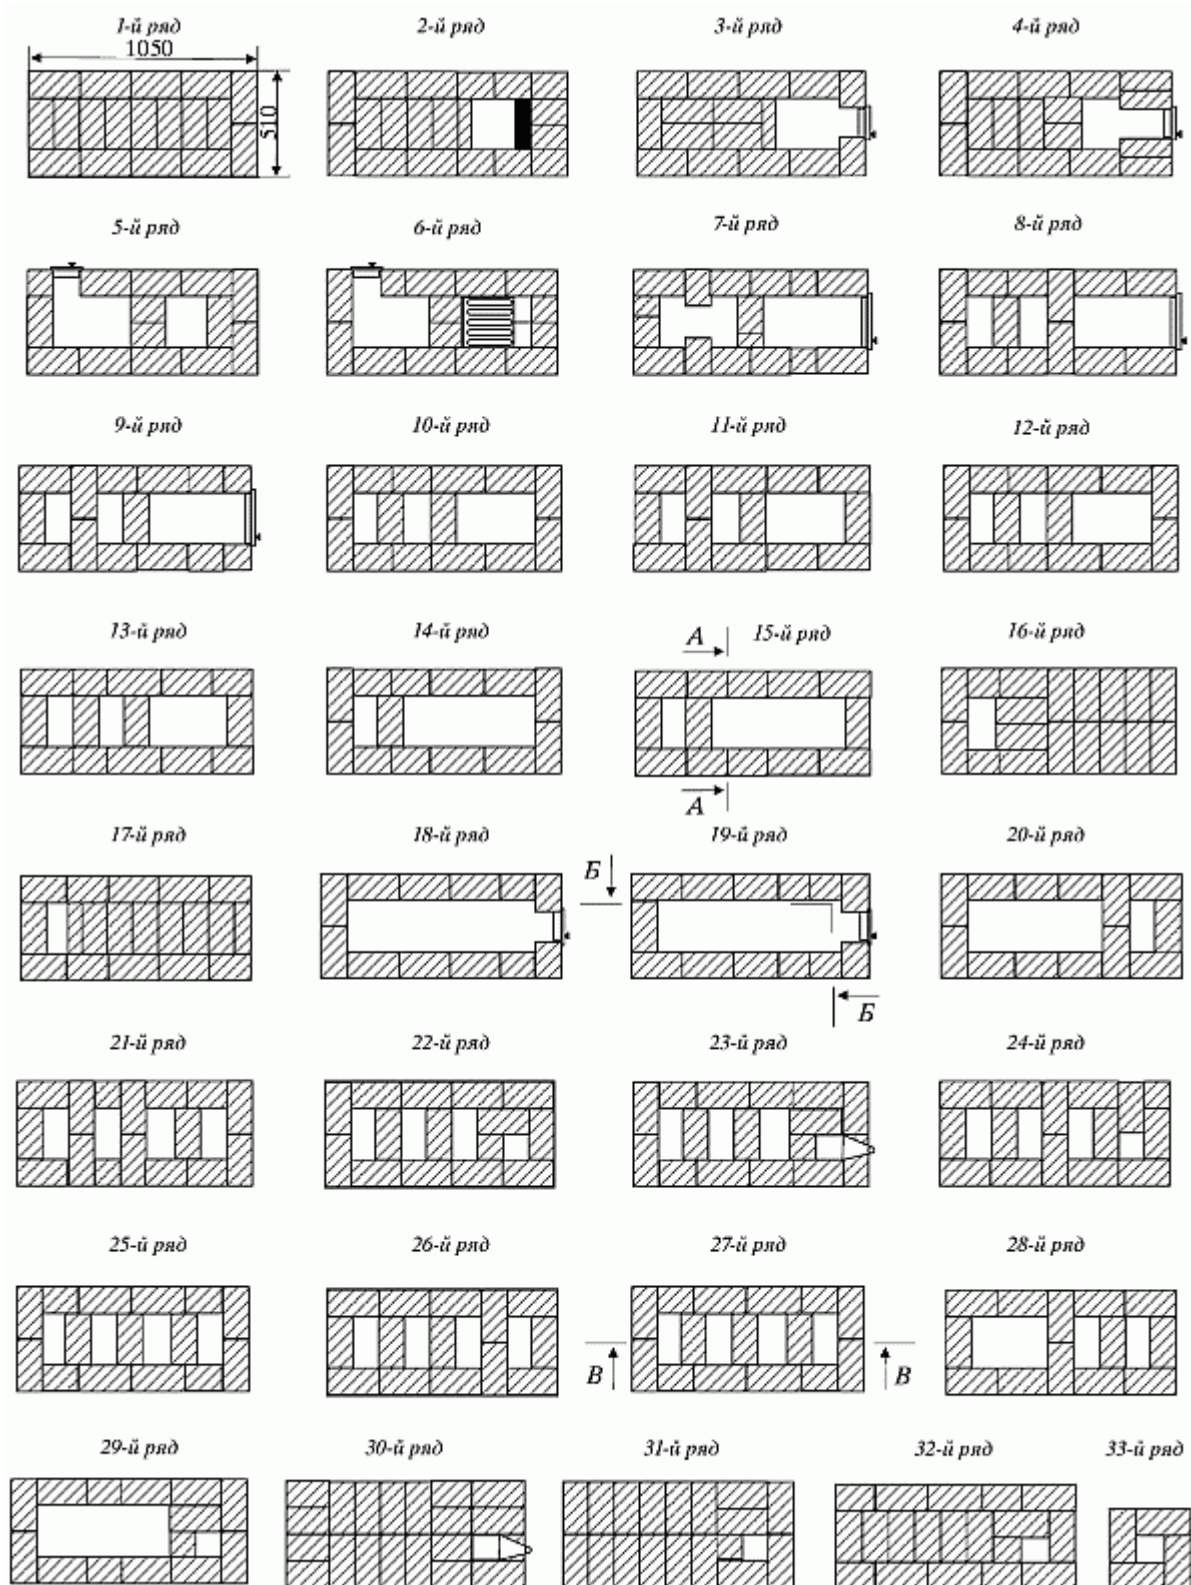 1-й ряд 2-й ряд 3-й ряд 4-й ряд
1050
510
5-й ряд 6-й ряд 7-й ряд 8-й ряд
9-й ряд 10-й ряд 11-й ряд 12-й ряд
13-й ряд 14-й ряд А 15-й ряд 16-й ряд
А
17-й ряд 18-й ряд 19-й ряд 20-й ряд
Б
Б
21-й ряд 22-й ряд 23-й ряд 24-й ряд
25-й ряд 26-й ряд 27-й ряд 28-й ряд
В В
29-й ряд 30-й ряд 31-й ряд 32-й ряд 33-й ряд